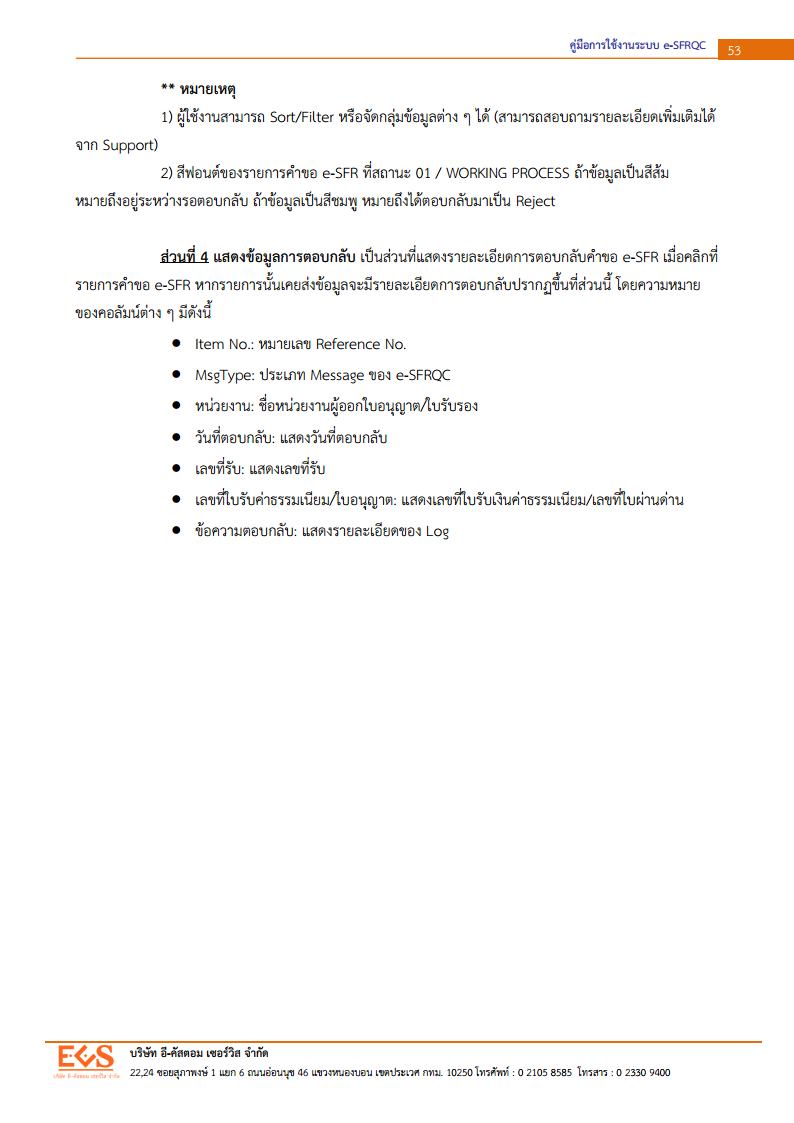 คู่มือการใช้งานระบบ e-SFRQC 53
** หมายเหตุ
1) ผู้ใช้งานสามารถ Sort/Filter หรือจัดกลุ่มข้อมูลต่าง ๆ ได้ (สามารถสอบถามรายละเอียดเพิ่มเติมได้
จาก Support)
2) สีฟอนต์ของรายการคำขอ e-SFR ที่สถานะ 01 / WORKING PROCESS ถ้าข้อมูลเป็นสีส้ม
หมายถึงอยู่ระหว่างรอตอบกลับ ถ้าข้อมูลเป็นสีชมพู หมายถึงได้ตอบกลับมาเป็น Reject
ส่วนที่ 4 แสดงข้อมูลการตอบกลับ เป็นส่วนที่แสดงรายละเอียดการตอบกลับคำขอ e-SFR เมื่อคลิกที่
รายการคำขอ e-SFR หากรายการนั้นเคยส่งข้อมูลจะมีรายละเอียดการตอบกลับปรากฏขึ้นที่ส่วนนี้ โดยความหมาย
ของคอลัมน์ต่าง ๆ มีดังนี้
● Item No.: หมายเลข Reference No.
● MsgType: ประเภท Message ของ e-SFRQC
● หน่วยงาน: ชื่อหน่วยงานผู้ออกใบอนุญาต/ใบรับรอง
● วันที่ตอบกลับ: แสดงวันที่ตอบกลับ
● เลขที่รับ: แสดงเลขที่รับ
● เลขที่ใบรับค่าธรรมเนียม/ใบอนุญาต: แสดงเลขที่ใบรับเงินค่าธรรมเนียม/เลขที่ใบผ่านด่าน
● ข้อความตอบกลับ: แสดงรายละเอียดของ Log
ECS
บริษัท อี-คัสตอม เซอร์วิส จำกัด
บริษัท อี-คัสตอม เซอร์วิส จำกัด
22,24 ซอยสุภาพงษ์ 1 แยก 6 ถนนอ่อนนุช 46 แขวงหนองบอน เขตประเวศ กทม. 10250 โทรศัพท์ : 0 2105 8585 โทรสาร : 0 2330 9400